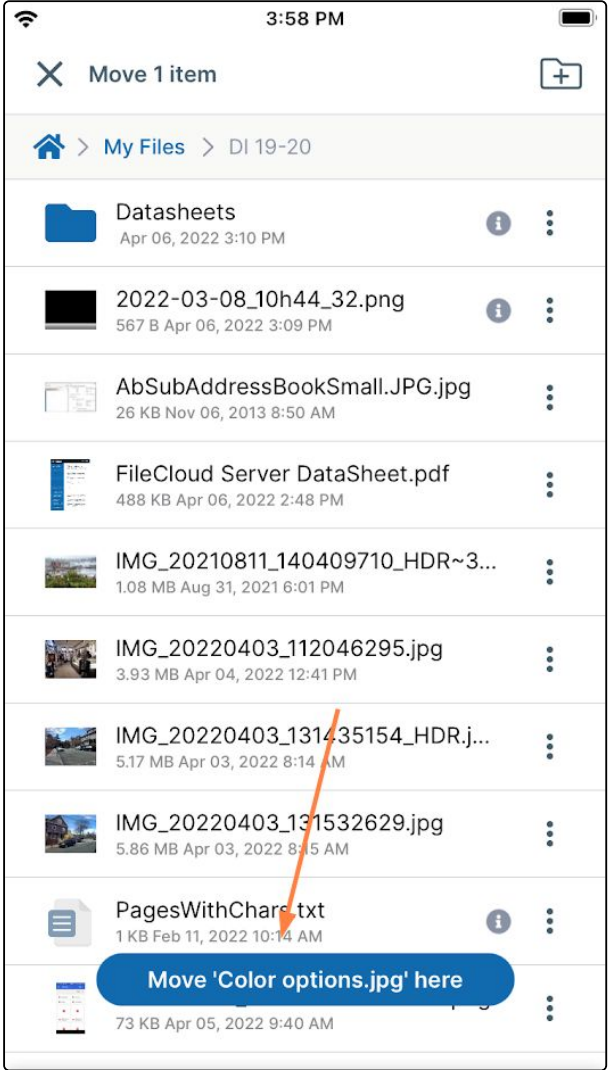 3:58 PM
Move 1 item
My Files > DI 19-20
Datasheets
Apr 06, 2022 3:10 PM
2022-03-08_10h44_32.png
567 B Apr 06, 2022 3:09 PM
AbSubAddressBookSmall.JPG.jpg
26 KB Nov 06, 2013 8:50 AM
FileCloud Server DataSheet.pdf
488 KB Apr 06, 2022 2:48 PM
IMG_20210811_140409710_HDR~3...
1.08 MB Aug 31, 2021 6:01 PM
IMG_20220403_112046295.jpg
3.93 MB Apr 04, 2022 12:41 PM
IMG_20220403_131435154_HDR.j...
5.17 MB Apr 03, 2022 8:14 AM
IMG_20220403_131532629.jpg
5.86 MB Apr 03, 2022 8:15 AM
PagesWithChars.txt
1 KB Feb 11, 2022 10:14 AM
Move 'Color options.jpg' here
73 KB Apr 05, 2022 9:40 AM